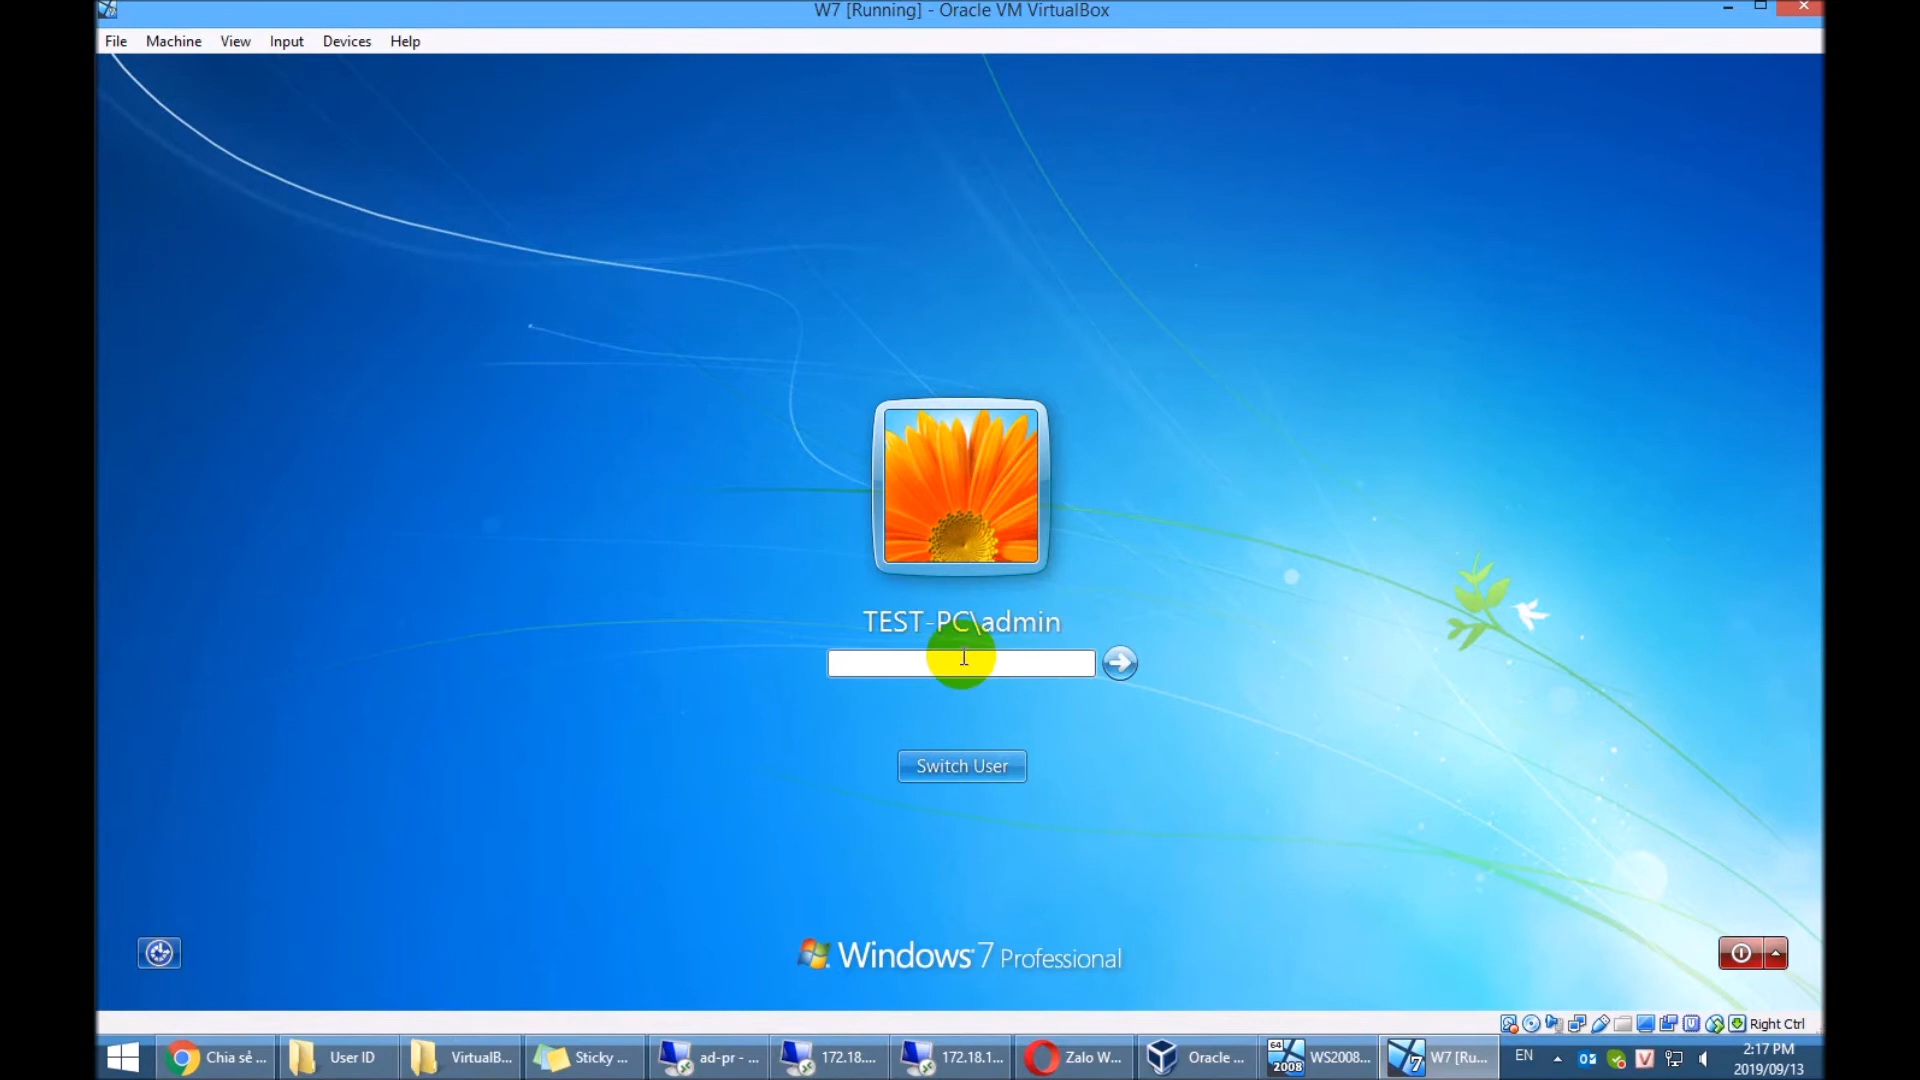 W7 [Running] - Oracle VM VirtualBox
File Machine View Input Devices Help
TEST-PC\admin
Switch User
Windows 7 Professional
Right Ctrl
Chia sẻ ... User ID VirtualB... Sticky ... ad-pr - ... 172.18.... 172.18.1... Zalo W... Oracle ... 64 2008 WS2008... 7 W7 [Ru... EN 2:17 PM
2019/09/13